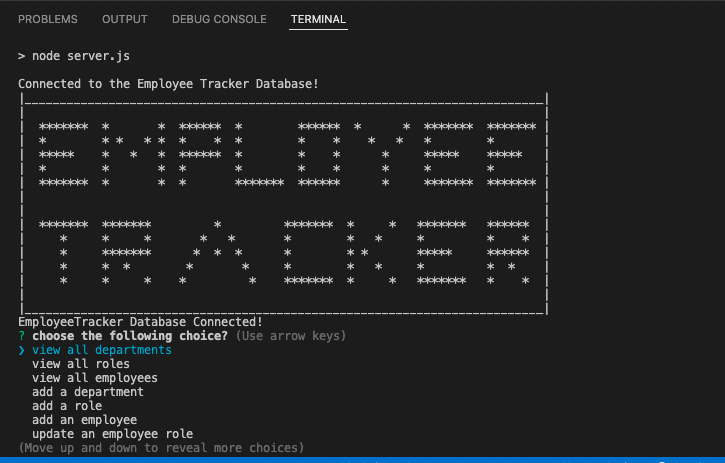 PROBLEMS OUTPUT DEBUG CONSOLE TERMINAL
> node server.js
Connected to the Employee Tracker Database!
EMPLOYEE
TRACKER
EmployeeTracker Database Connected!
? choose the following choice? (Use arrow keys)
❯ view all departments
view all roles
view all employees
add a department
add a role
add an employee
update an employee role
(Move up and down to reveal more choices)